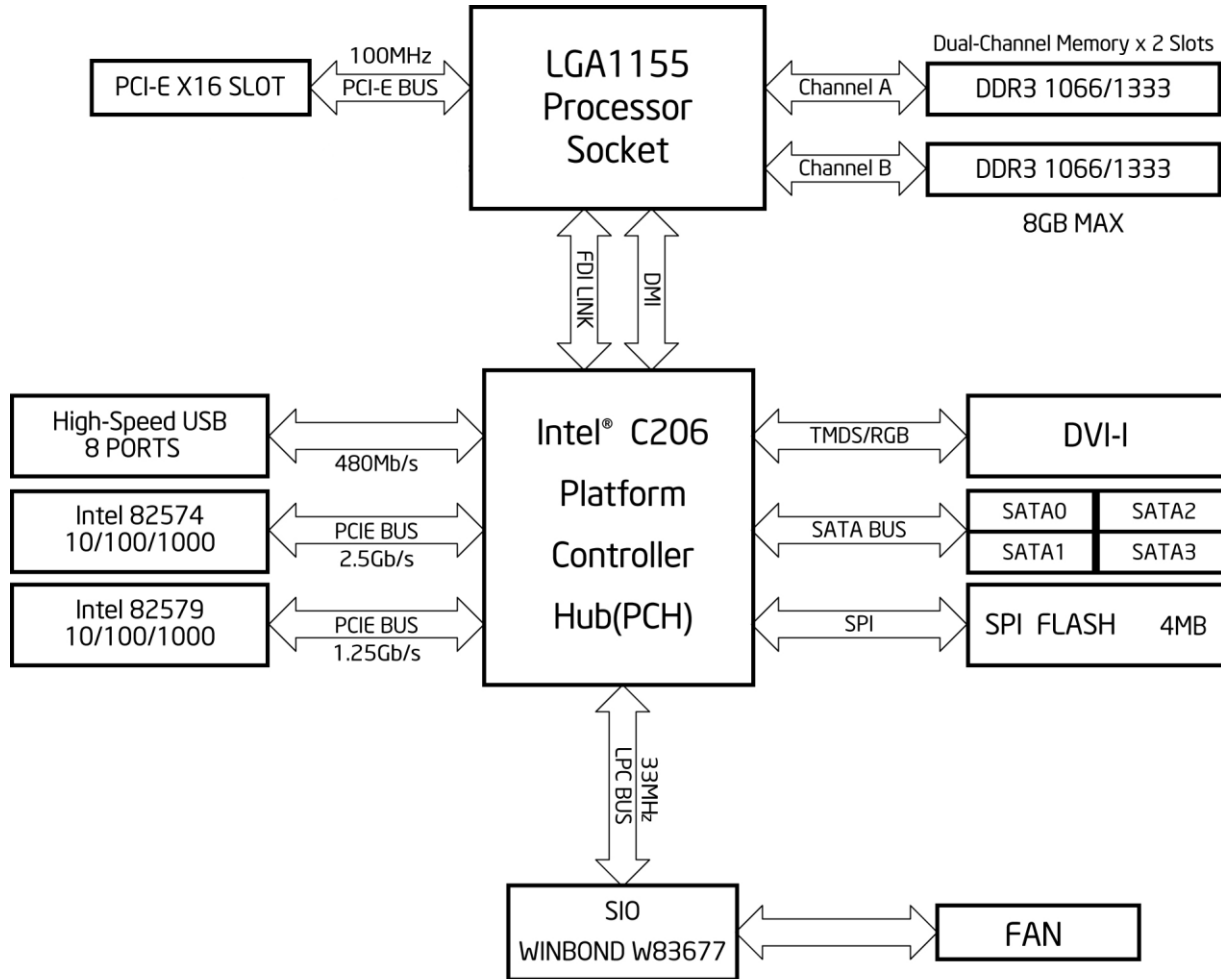 100MHz
PCI-E X16 SLOT
PCI-E BUS
LGA1155
Processor
Socket
Dual-Channel Memory x 2 Slots
Channel A
DDR3 1066/1333
Channel B
DDR3 1066/1333
8GB MAX
FDI LINK
DMI
High-Speed USB
8 PORTS
480Mb/s
Intel 82574
10/100/1000
PCIE BUS
2.5Gb/s
Intel 82579
10/100/1000
PCIE BUS
1.25Gb/s
Intel® C206
Platform
Controller
Hub(PCH)
TMDS/RGB
DVI-I
SATA BUS
SATA0
SATA2
SATA1
SATA3
SPI
SPI FLASH 4MB
33MHz
LPC BUS
SIO
WINBOND W83677
FAN